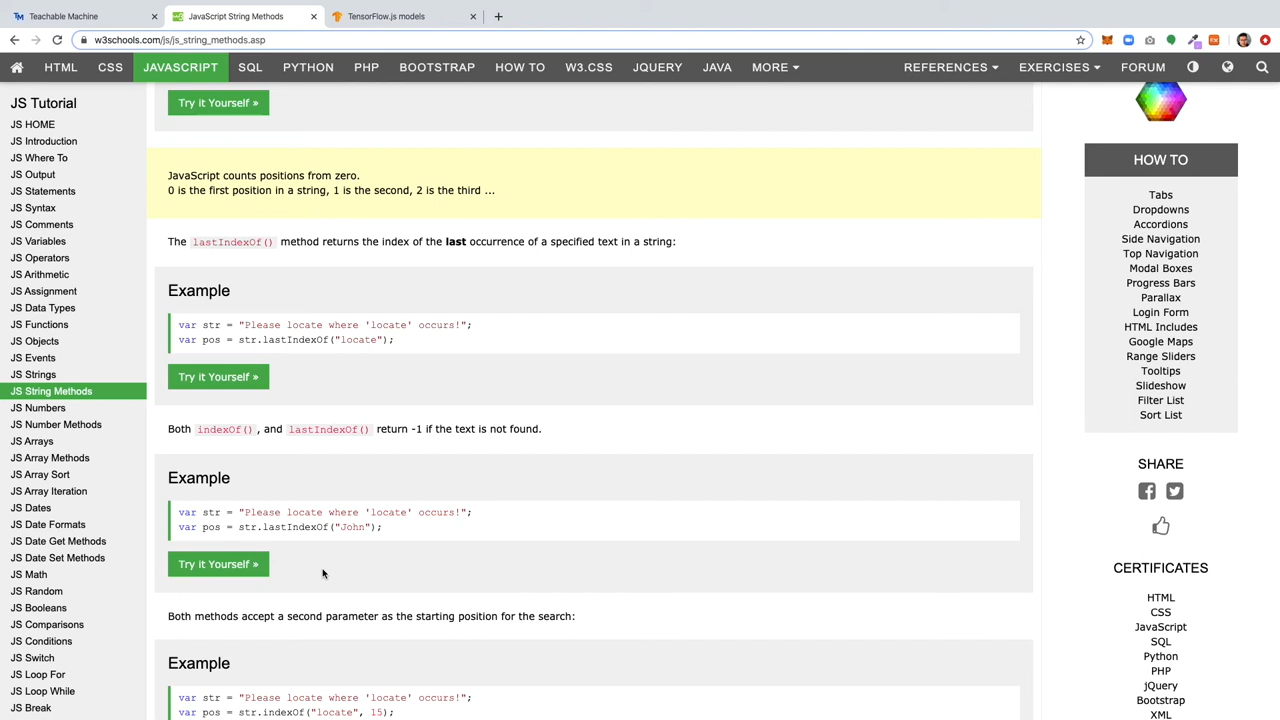 Teachable Machine
JavaScript String Methods
TensorFlow.js models
w3schools.com/js/js_string_methods.asp
HTML CSS JAVASCRIPT SQL PYTHON PHP BOOTSTRAP HOW TO W3.CSS JQUERY JAVA MORE REFERENCES EXERCISES FORUM
JS Tutorial
JS HOME
JS Introduction
JS Where To
JS Output
JS Statements
JS Syntax
JS Comments
JS Variables
JS Operators
JS Arithmetic
JS Assignment
JS Data Types
JS Functions
JS Objects
JS Events
JS Strings
JS String Methods
JS Numbers
JS Number Methods
JS Arrays
JS Array Methods
JS Array Sort
JS Array Iteration
JS Dates
JS Date Formats
JS Date Get Methods
JS Date Set Methods
JS Math
JS Random
JS Booleans
JS Comparisons
JS Conditions
JS Switch
JS Loop For
JS Loop While
JS Break
Try it Yourself »
JavaScript counts positions from zero.
0 is the first position in a string, 1 is the second, 2 is the third ...
The lastIndexOf() method returns the index of the last occurrence of a specified text in a string:
Example
var str = "Please locate where 'locate' occurs!";
var pos = str.lastIndexOf("locate");
Try it Yourself »
Both indexOf(), and lastIndexOf() return -1 if the text is not found.
Example
var str = "Please locate where 'locate' occurs!";
var pos = str.lastIndexOf("John");
Try it Yourself »
Both methods accept a second parameter as the starting position for the search:
Example
var str = "Please locate where 'locate' occurs!";
var pos = str.indexOf("locate", 15);
HOW TO
Tabs
Dropdowns
Accordions
Side Navigation
Top Navigation
Modal Boxes
Progress Bars
Parallax
Login Form
HTML Includes
Google Maps
Range Sliders
Tooltips
Slideshow
Filter List
Sort List
SHARE
CERTIFICATES
HTML
CSS
JavaScript
SQL
Python
PHP
jQuery
Bootstrap
XML